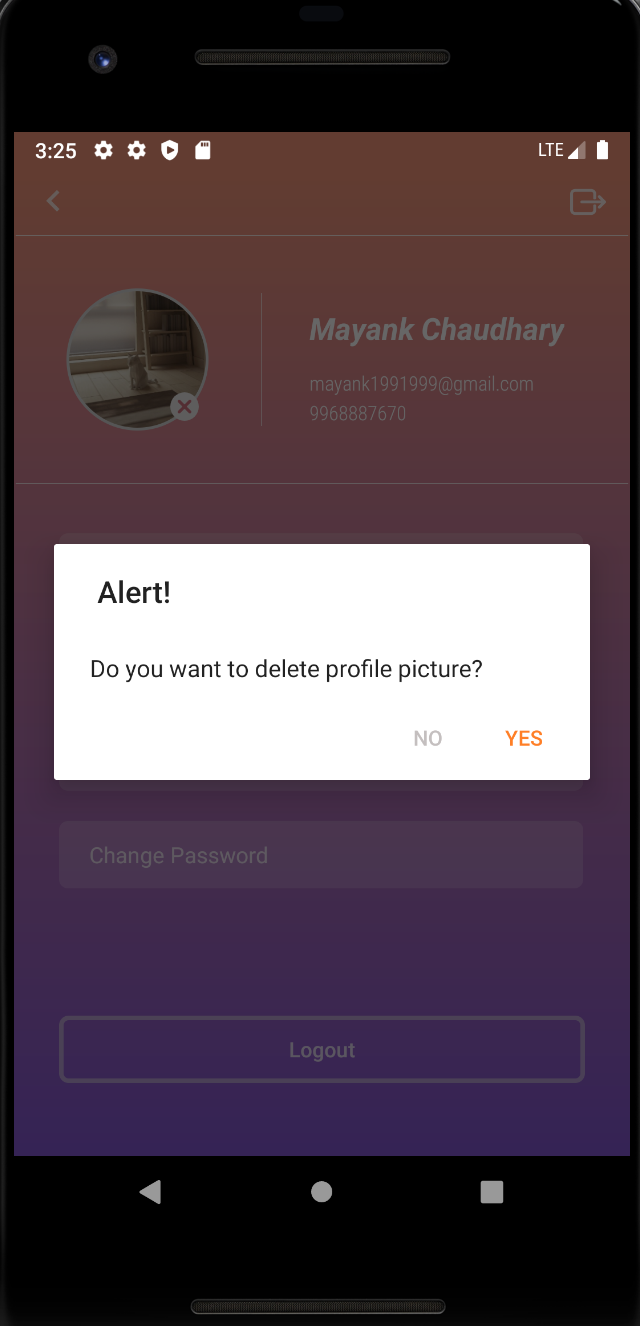 3:25 LTE
Mayank Chaudhary
mayank1991999@gmail.com
9968887670
Alert!
Do you want to delete profile picture?
NO YES
Change Password
Logout